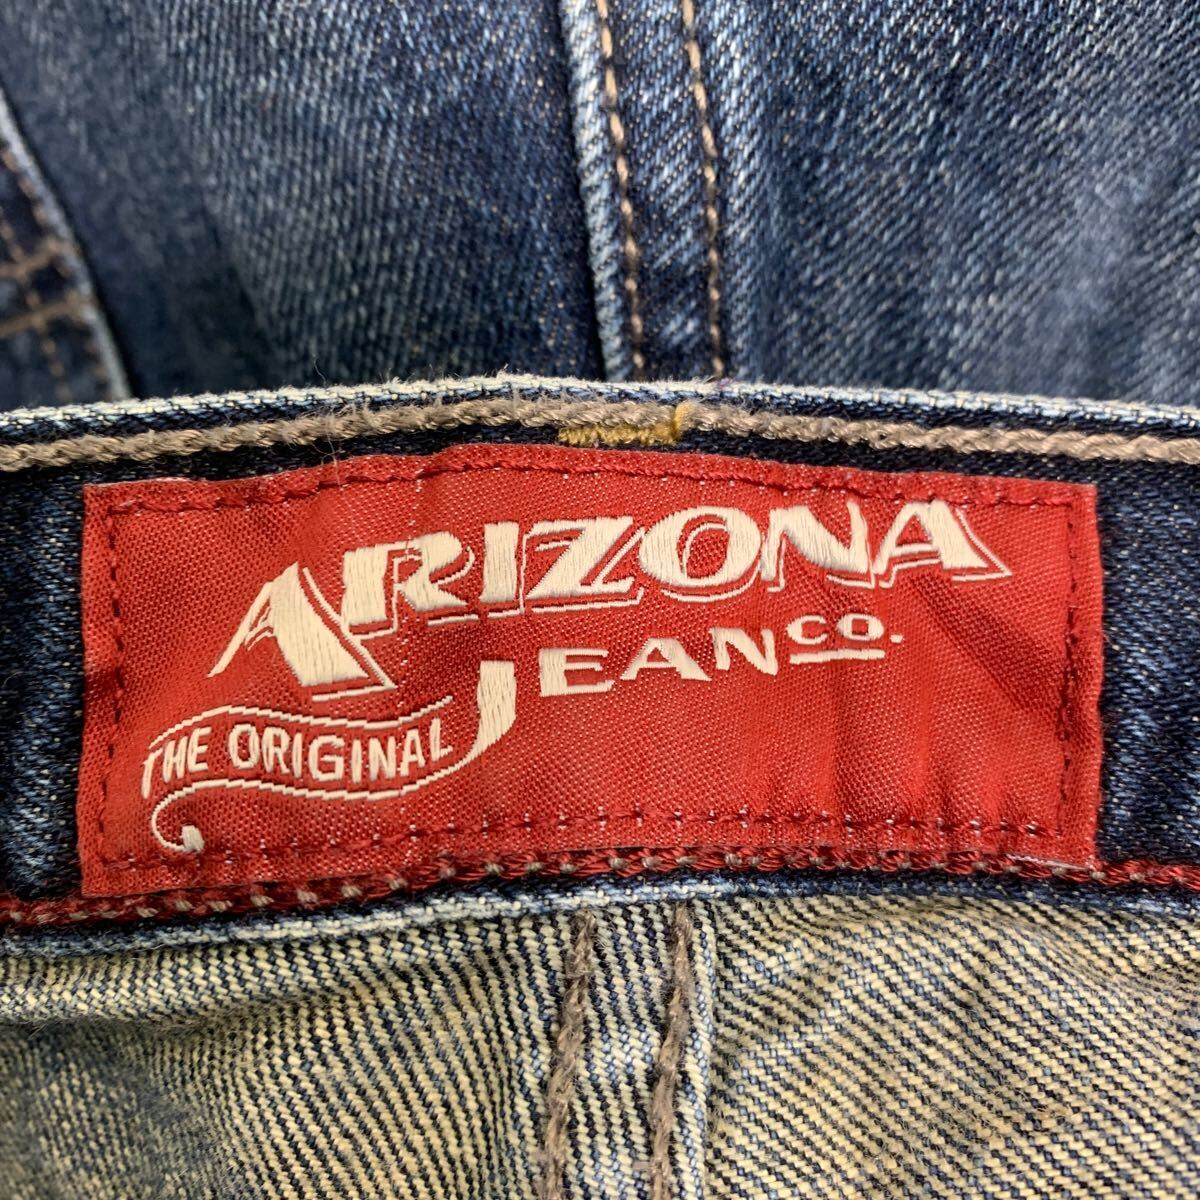 ARIZONA
JEAN CO.
THE ORIGINAL